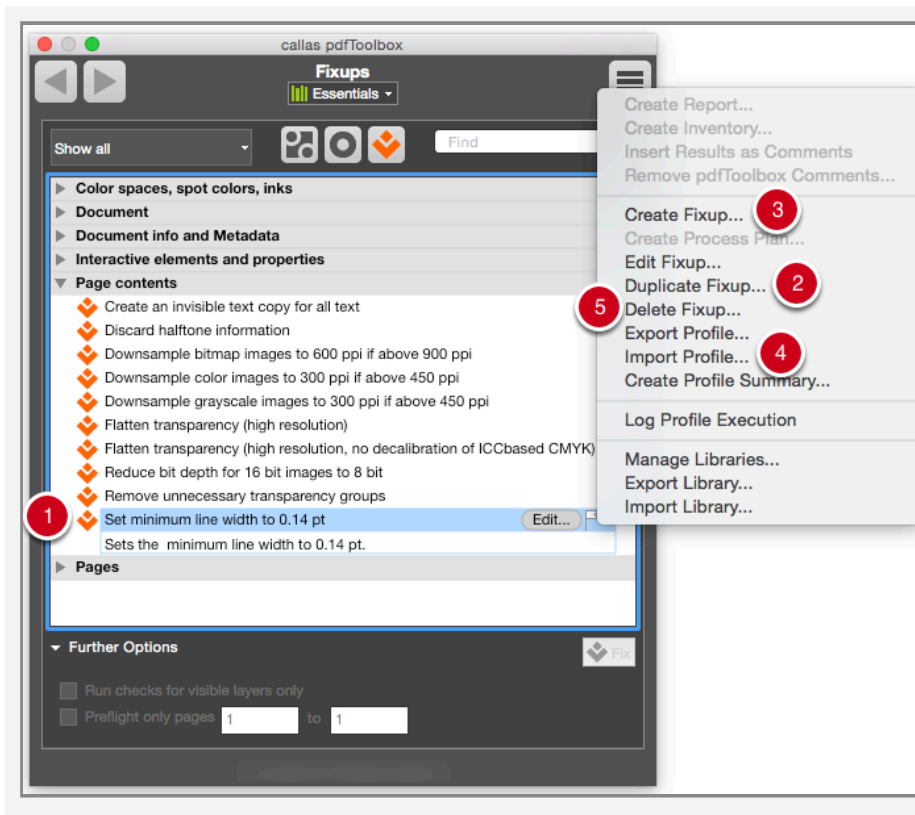 callas pdfToolbox
Fixups
Essentials
Show all
Find
Color spaces, spot colors, inks
Document
Document info and Metadata
Interactive elements and properties
Page contents
Create an invisible text copy for all text
Discard halftone information
Downsample bitmap images to 600 ppi if above 900 ppi
Downsample color images to 300 ppi if above 450 ppi
Downsample grayscale images to 300 ppi if above 450 ppi
Flatten transparency (high resolution)
Flatten transparency (high resolution, no decalibration of ICCbased CMYK)
Reduce bit depth for 16 bit images to 8 bit
Remove unnecessary transparency groups
1
Set minimum line width to 0.14 pt Edit...
Sets the minimum line width to 0.14 pt.
Pages
Further Options
Fix
Run checks for visible layers only
Preflight only pages 1 to 1
Create Report...
Create Inventory...
Insert Results as Comments
Remove pdfToolbox Comments...
Create Fixup... 3
Create Process Plan...
Edit Fixup...
Duplicate Fixup... 2
5 Delete Fixup...
Export Profile...
Import Profile... 4
Create Profile Summary...
Log Profile Execution
Manage Libraries...
Export Library...
Import Library...